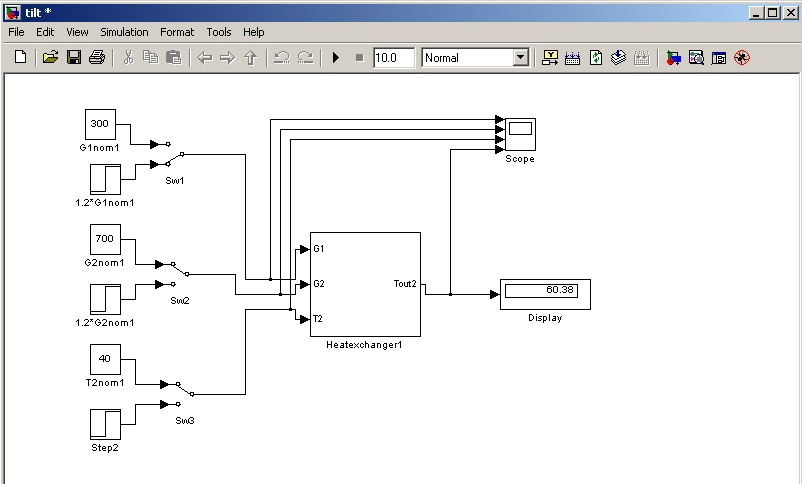 tilt *
File Edit View Simulation Format Tools Help
10.0 Normal
300
G1nom1
1.2*G1nom1
Sw1
700
G2nom1
1.2*G2nom1
Sw2
40
T2nom1
Step2
Sw3
G1
G2
T2
Tout2
Heatexchanger1
Scope
60.38
Display